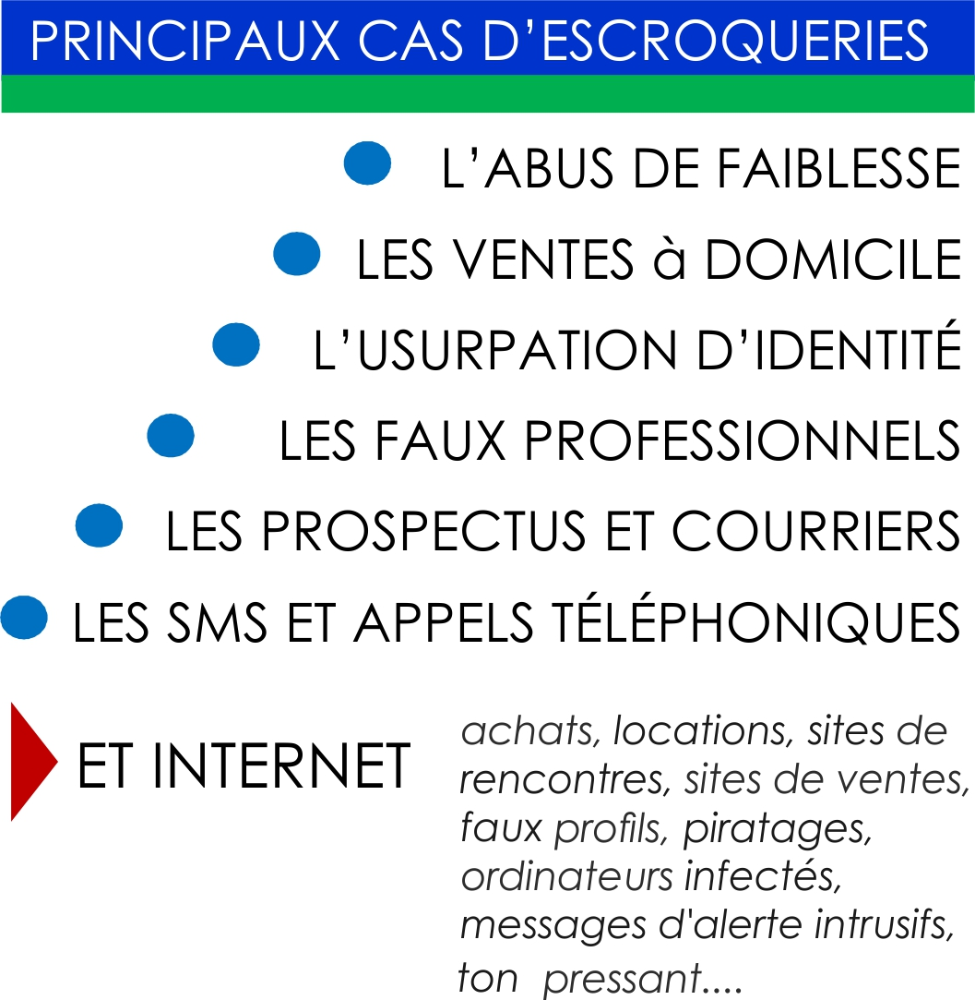 PRINCIPAUX CAS D’ESCROQUERIES
L’ABUS DE FAIBLESSE
LES VENTES à DOMICILE
L’USURPATION D’IDENTITÉ
LES FAUX PROFESSIONNELS
LES PROSPECTUS ET COURRIERS
LES SMS ET APPELS TÉLÉPHONIQUES
ET INTERNET
achats, locations, sites de
rencontres, sites de ventes,
faux profils, piratages,
ordinateurs infectés,
messages d'alerte intrusifs,
ton pressant....